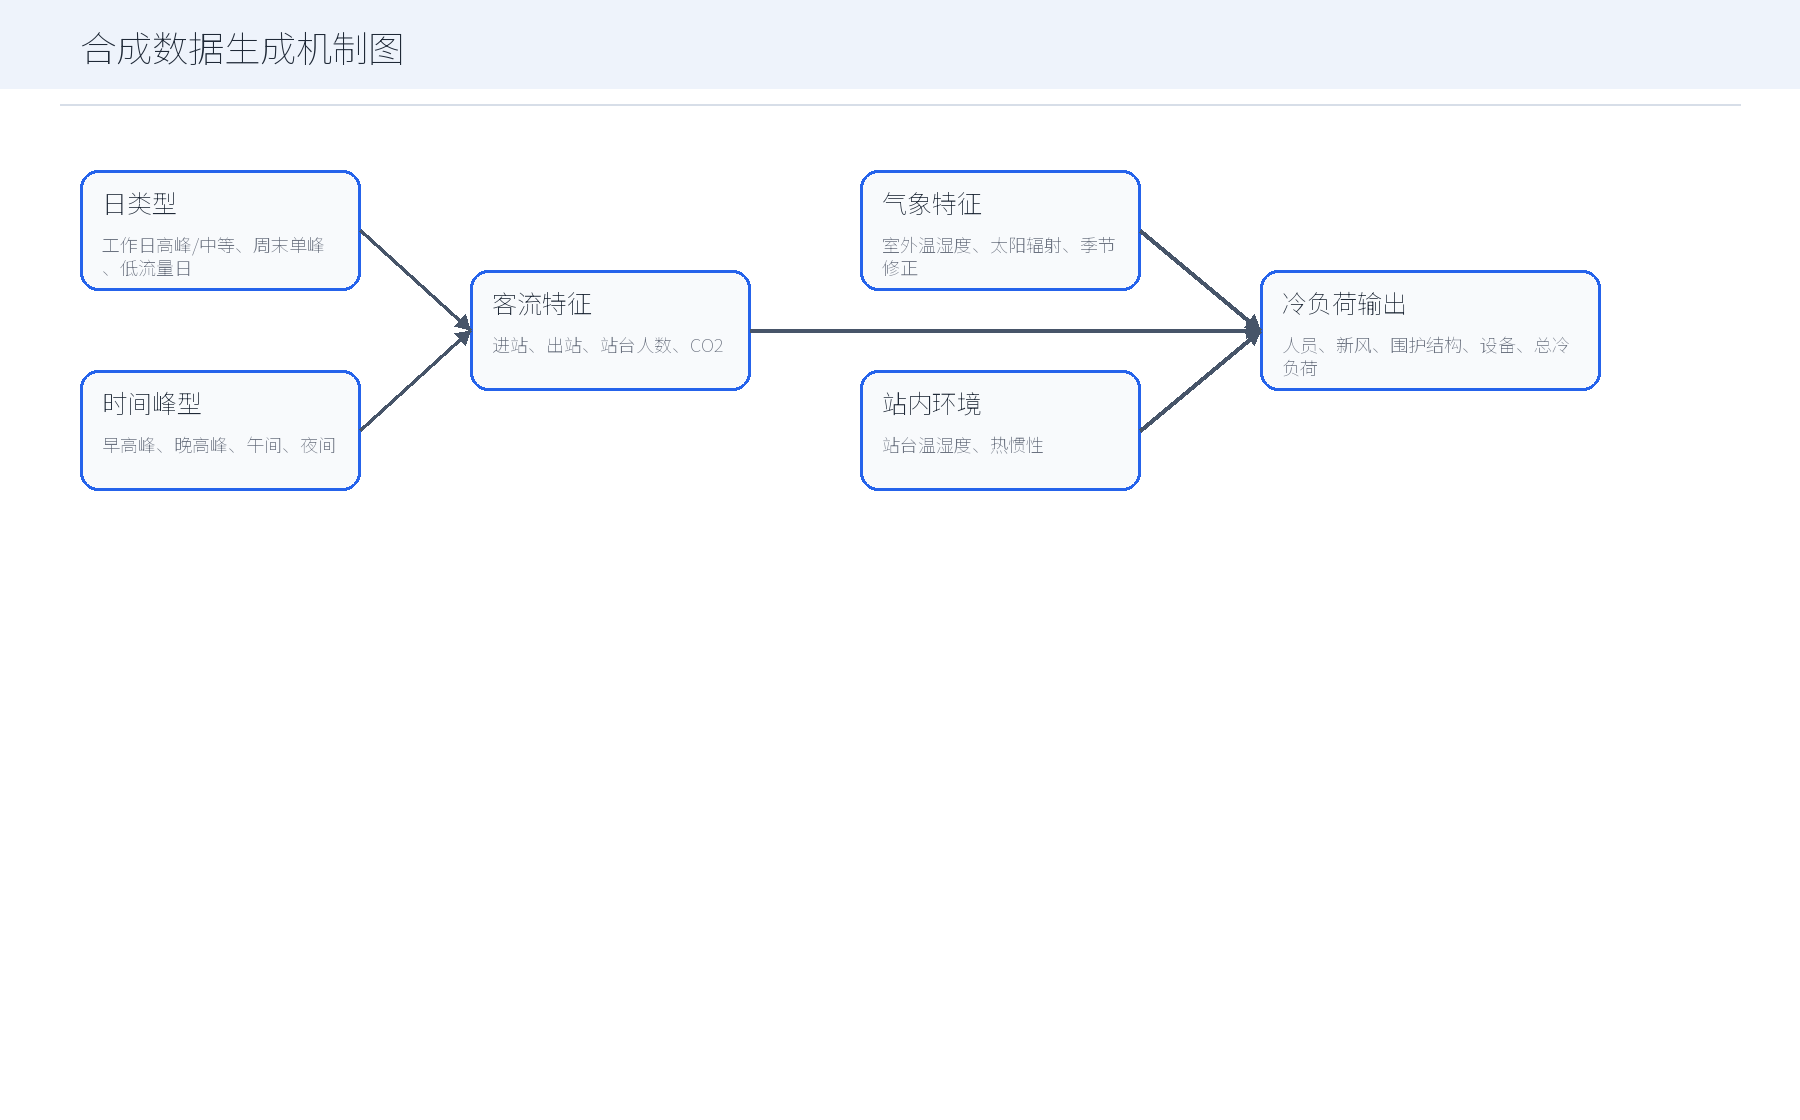 合成数据生成机制图
日类型
工作日高峰/中等、周末单峰
、低流量日
时间峰型
早高峰、晚高峰、午间、夜间
客流特征
进站、出站、站台人数、CO2
气象特征
室外温湿度、太阳辐射、季节
修正
站内环境
站台温湿度、热惯性
冷负荷输出
人员、新风、围护结构、设备、总冷
负荷